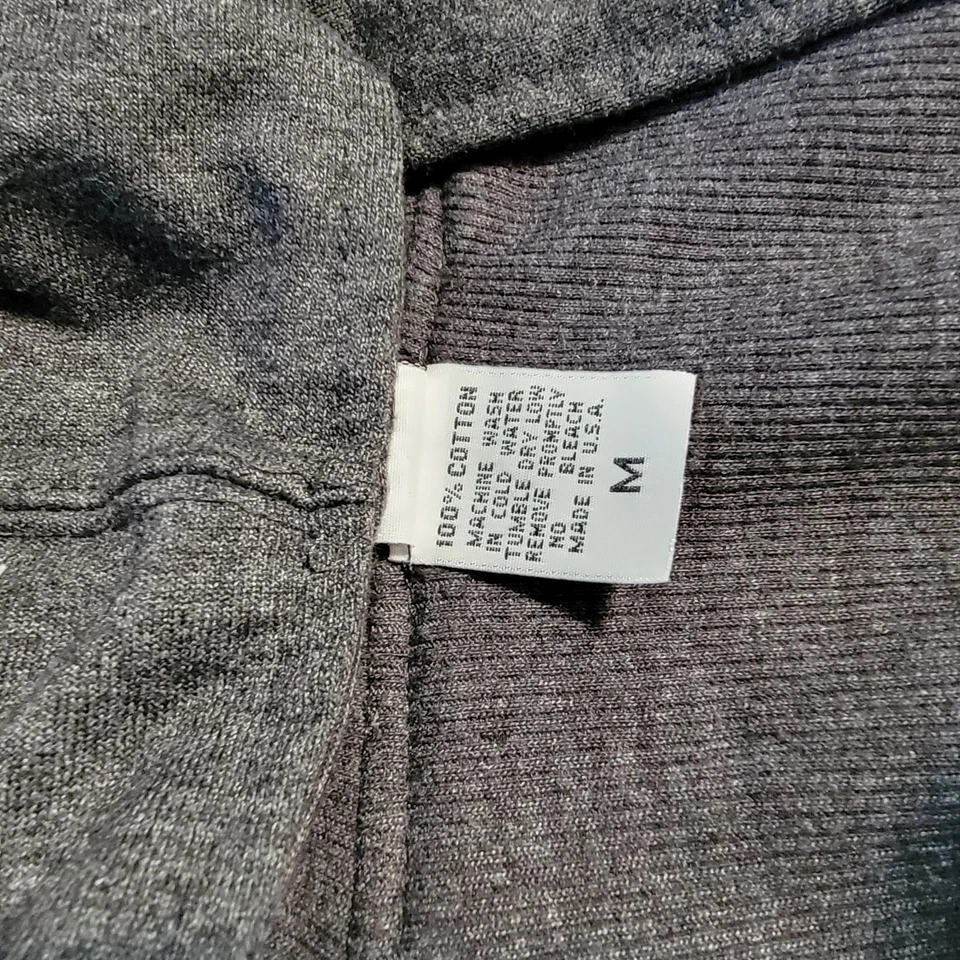 100% COTTON
MACHINE WASH
IN COLD WATER
TUMBLE DRY LOW
REMOVE PROMPTLY
NO BLEACH
MADE IN U.S.A.
M